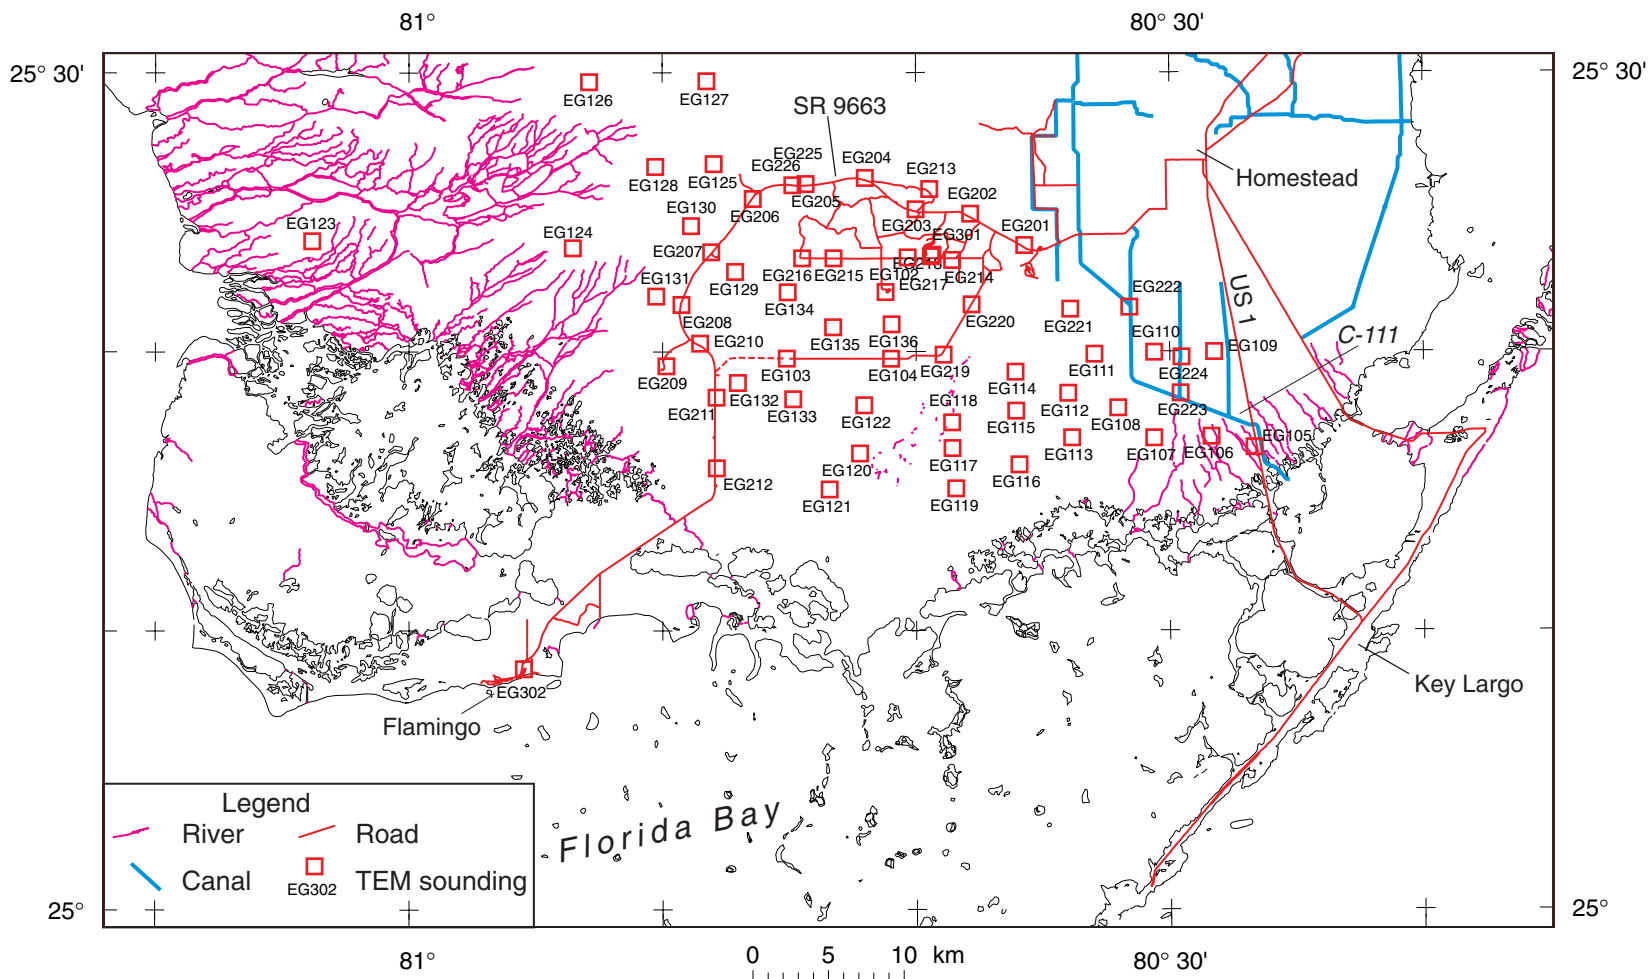 81°
80° 30'
25° 30'
25° 30'
EG126
EG127
SR 9663
EG225
EG204
EG226
EG213
EG128
EG125
EG202
Homestead
EG205
EG206
EG130
EG203
EG123
EG124
EG301
EG201
EG207
EG218
EG131
EG216
EG215
EG102
EG214
EG217
EG129
EG222
US 1
EG134
EG208
EG220
EG221
EG110
C-111
EG210
EG135
EG136
EG109
EG111
EG209
EG103
EG104
EG219
EG224
EG114
EG132
EG118
EG211
EG133
EG112
EG223
EG122
EG115
EG108
EG105
EG113
EG107
EG106
EG120
EG117
EG212
EG116
EG121
EG119
Key Largo
EG302
Flamingo
Florida Bay
Legend
River
Road
Canal
EG302
TEM sounding
25°
25°
0 5 10 km
81°
80° 30'